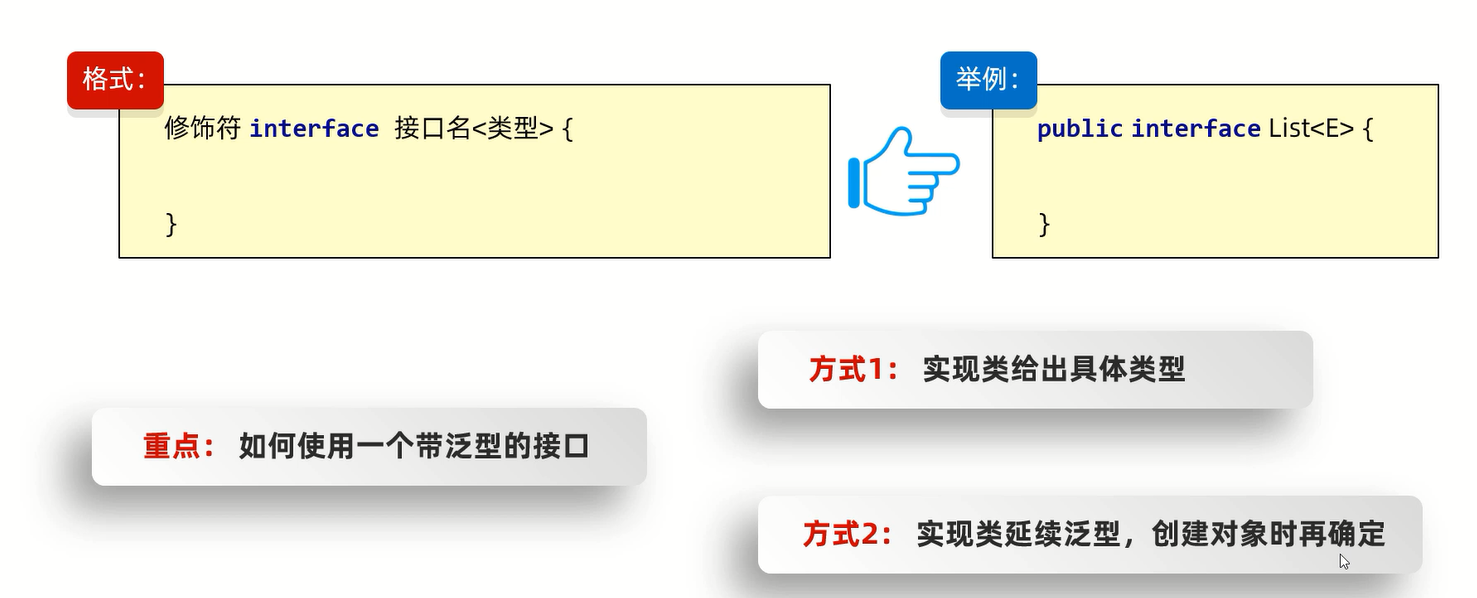 格式：
修饰符 interface 接口名<类型> {
}
举例：
public interface List<E> {
}
重点： 如何使用一个带泛型的接口
方式1： 实现类给出具体类型
方式2： 实现类延续泛型，创建对象时再确定